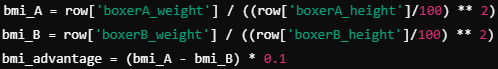 bmi_A = row['boxerA_weight'] / ((row['boxerA_height']/100) ** 2)
bmi_B = row['boxerB_weight'] / ((row['boxerB_height']/100) ** 2)
bmi_advantage = (bmi_A - bmi_B) * 0.1